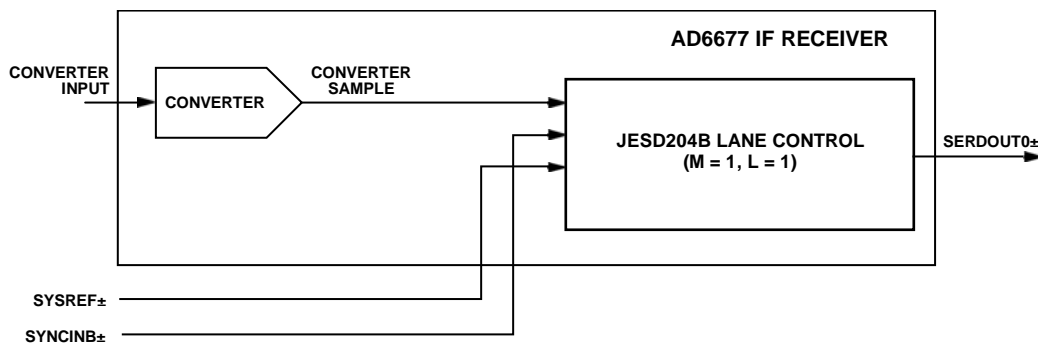 AD6677 IF RECEIVER
CONVERTER
INPUT
CONVERTER
CONVERTER
SAMPLE
JESD204B LANE CONTROL
(M = 1, L = 1)
SERDOUT0±
SYSREF±
SYNCINB±